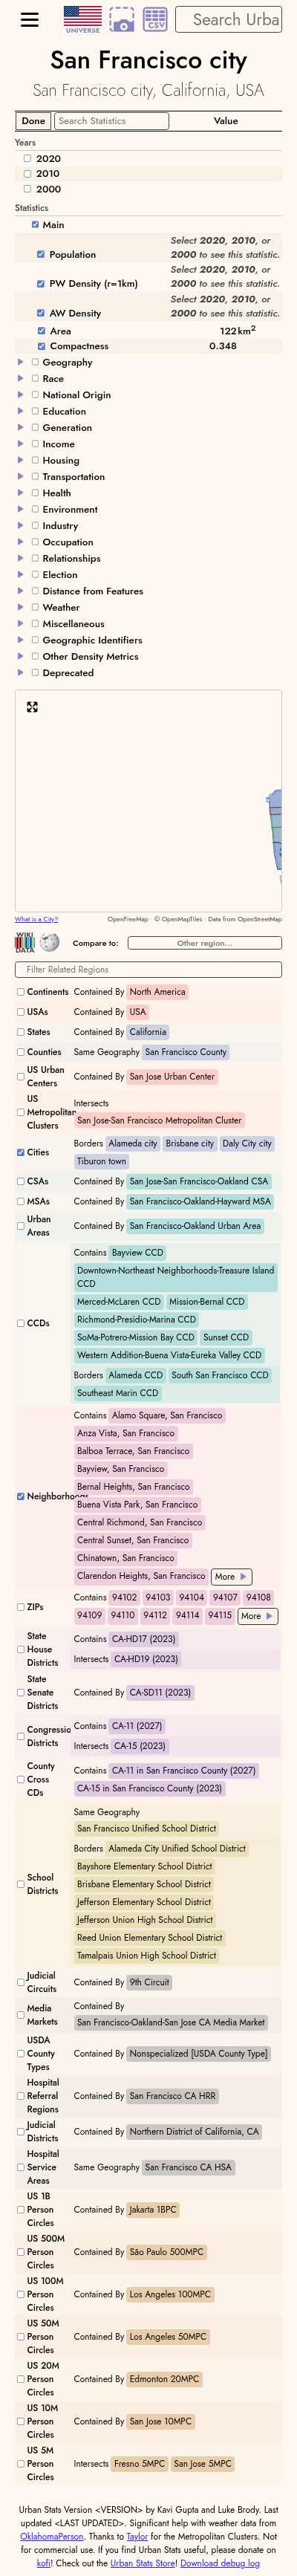 UNIVERSE
CSV
Search Urba
San Francisco city
San Francisco city, California, USA
Done Search Statistics Value
Years
2020
2010
2000
Statistics
Main
Population Select 2020, 2010, or
2000 to see this statistic.
PW Density (r=1km) Select 2020, 2010, or
2000 to see this statistic.
AW Density Select 2020, 2010, or
2000 to see this statistic.
Area 122 km2
Compactness 0.348
Geography
Race
National Origin
Education
Generation
Income
Housing
Transportation
Health
Environment
Industry
Occupation
Relationships
Election
Distance from Features
Weather
Miscellaneous
Geographic Identifiers
Other Density Metrics
Deprecated
What is a City? OpenFreeMap · © OpenMapTiles · Data from OpenStreetMap
WIKI
DATA
Compare to: Other region...
Filter Related Regions
Continents Contained By North America
USAs Contained By USA
States Contained By California
Counties Same Geography San Francisco County
US Urban
Centers
Contained By San Jose Urban Center
US
Metropolitan
Clusters
Intersects
San Jose-San Francisco Metropolitan Cluster
Cities
Borders Alameda city Brisbane city Daly City city
Tiburon town
CSAs Contained By San Jose-San Francisco-Oakland CSA
MSAs Contained By San Francisco-Oakland-Hayward MSA
Urban
Areas
Contained By San Francisco-Oakland Urban Area
CCDs
Contains Bayview CCD
Downtown-Northeast Neighborhoods-Treasure Island
CCD
Merced-McLaren CCD Mission-Bernal CCD
Richmond-Presidio-Marina CCD
SoMa-Potrero-Mission Bay CCD Sunset CCD
Western Addition-Buena Vista-Eureka Valley CCD
Borders Alameda CCD South San Francisco CCD
Southeast Marin CCD
Neighborhoods
Contains Alamo Square, San Francisco
Anza Vista, San Francisco
Balboa Terrace, San Francisco
Bayview, San Francisco
Bernal Heights, San Francisco
Buena Vista Park, San Francisco
Central Richmond, San Francisco
Central Sunset, San Francisco
Chinatown, San Francisco
Clarendon Heights, San Francisco More
ZIPs
Contains 94102 94103 94104 94107 94108
94109 94110 94112 94114 94115 More
State
House
Districts
Contains CA-HD17 (2023)
Intersects CA-HD19 (2023)
State
Senate
Districts
Contained By CA-SD11 (2023)
Congressio
Districts
Contains CA-11 (2027)
Intersects CA-15 (2023)
County
Cross
CDs
Contains CA-11 in San Francisco County (2027)
CA-15 in San Francisco County (2023)
School
Districts
Same Geography
San Francisco Unified School District
Borders Alameda City Unified School District
Bayshore Elementary School District
Brisbane Elementary School District
Jefferson Elementary School District
Jefferson Union High School District
Reed Union Elementary School District
Tamalpais Union High School District
Judicial
Circuits
Contained By 9th Circuit
Media
Markets
Contained By
San Francisco-Oakland-San Jose CA Media Market
USDA
County
Types
Contained By Nonspecialized [USDA County Type]
Hospital
Referral
Regions
Contained By San Francisco CA HRR
Judicial
Districts
Contained By Northern District of California, CA
Hospital
Service
Areas
Same Geography San Francisco CA HSA
US 1B
Person
Circles
Contained By Jakarta 1BPC
US 500M
Person
Circles
Contained By São Paulo 500MPC
US 100M
Person
Circles
Contained By Los Angeles 100MPC
US 50M
Person
Circles
Contained By Los Angeles 50MPC
US 20M
Person
Circles
Contained By Edmonton 20MPC
US 10M
Person
Circles
Contained By San Jose 10MPC
US 5M
Person
Circles
Intersects Fresno 5MPC San Jose 5MPC
Urban Stats Version <VERSION> by Kavi Gupta and Luke Brody. Last
updated <LAST UPDATED>. Significant help with weather data from
OklahomaPerson. Thanks to Taylor for the Metropolitan Clusters. Not
for commercial use. If you find Urban Stats useful, please donate on
kofi! Check out the Urban Stats Store! Download debug log